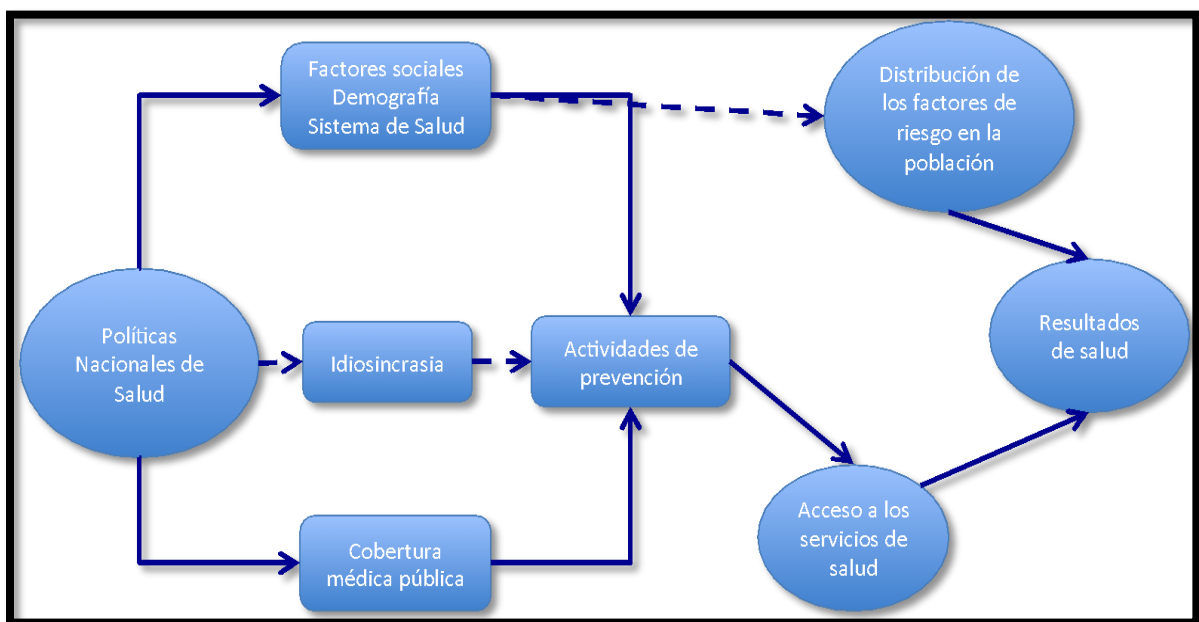 Factores sociales
Demografía
Sistema de Salud
Distribución de
los factores de
riesgo en la
población
Políticas
Nacionales de
Salud
Idiosincrasia
Actividades de
prevención
Resultados
de salud
Cobertura
médica pública
Acceso a los
servicios de
salud